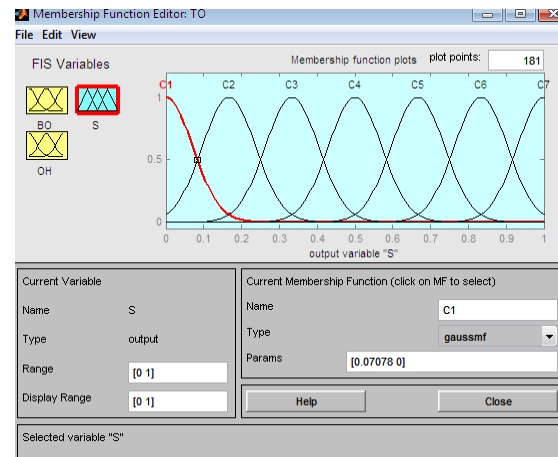 Membership Function Editor: TO
File Edit View
FIS Variables
BO
S
OH
Membership function plots
plot points:
181
C1 C2 C3 C4 C5 C6 C7
1
0.5
0
0 0.1 0.2 0.3 0.4 0.5 0.6 0.7 0.8 0.9 1
output variable "S"
Current Variable
Name S
Type output
Range [0 1]
Display Range [0 1]
Current Membership Function (click on MF to select)
Name C1
Type gaussmf
Params [0.07078 0]
Help Close
Selected variable "S"